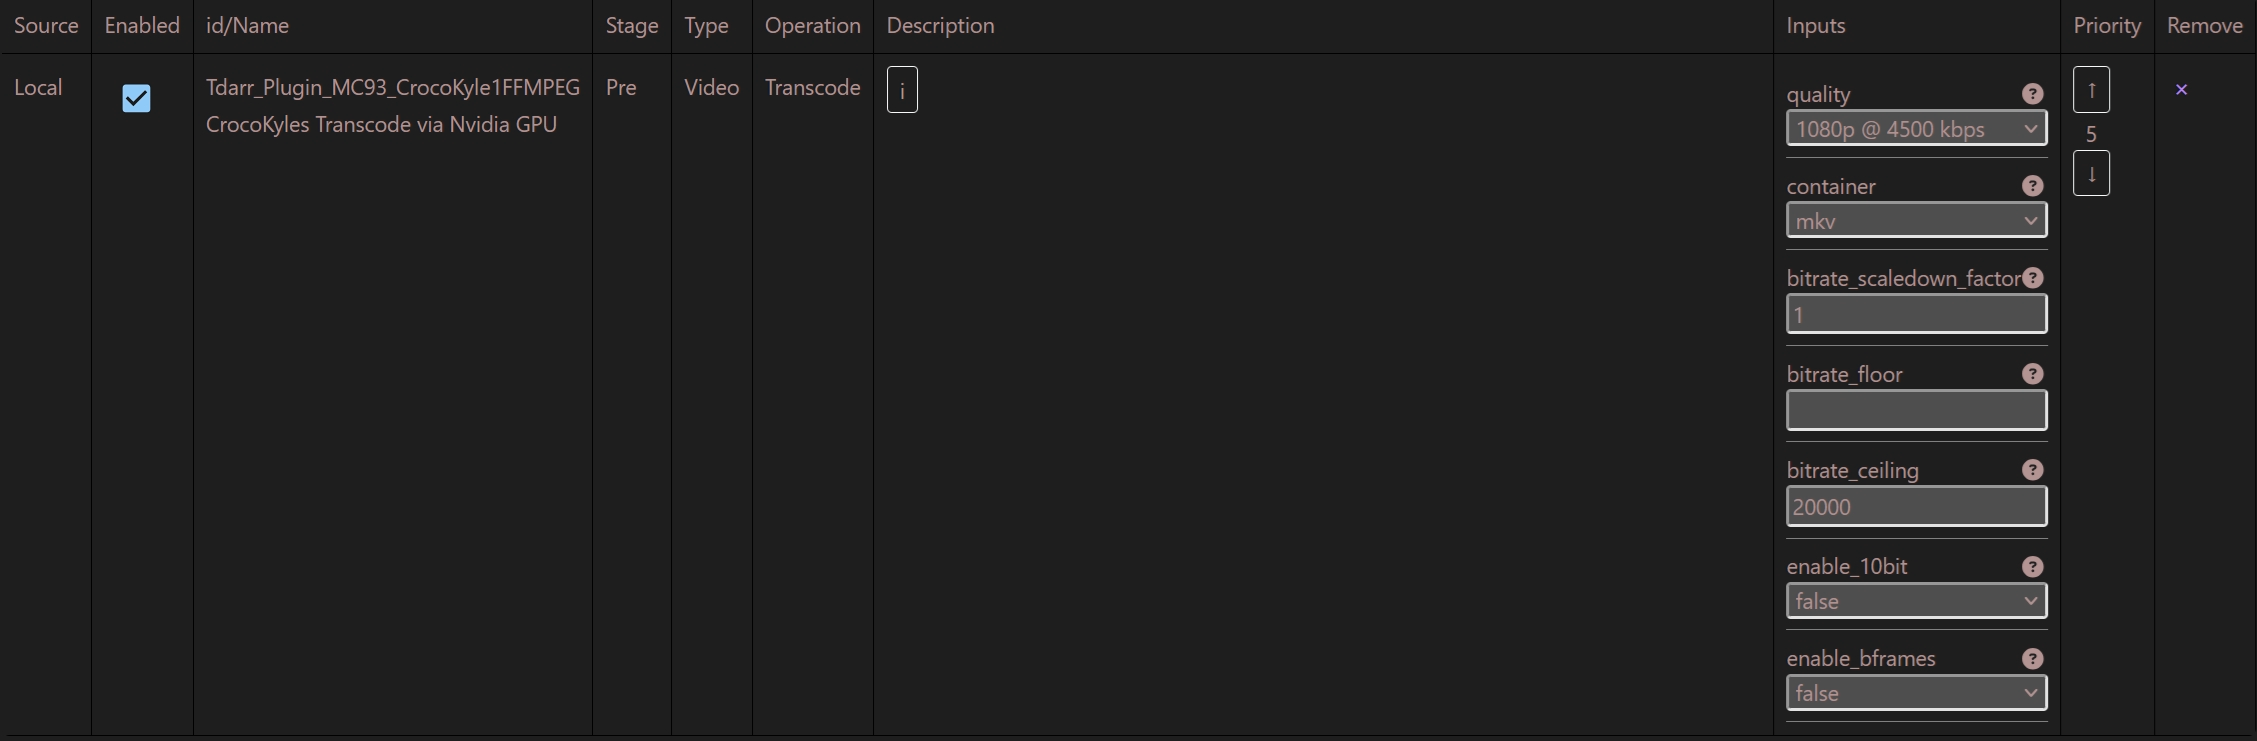 Source Enabled id/Name Stage Type Operation Description Inputs Priority Remove
Local Tdarr_Plugin_MC93_CrocoKyle1FFMPEG Pre Video Transcode i ↑ ×
CrocoKyles Transcode via Nvidia GPU
quality ?
1080p @ 4500 kbps
5
container ?
mkv
↓
bitrate_scaledown_factor ?
1
bitrate_floor ?
bitrate_ceiling ?
20000
enable_10bit ?
false
enable_bframes ?
false